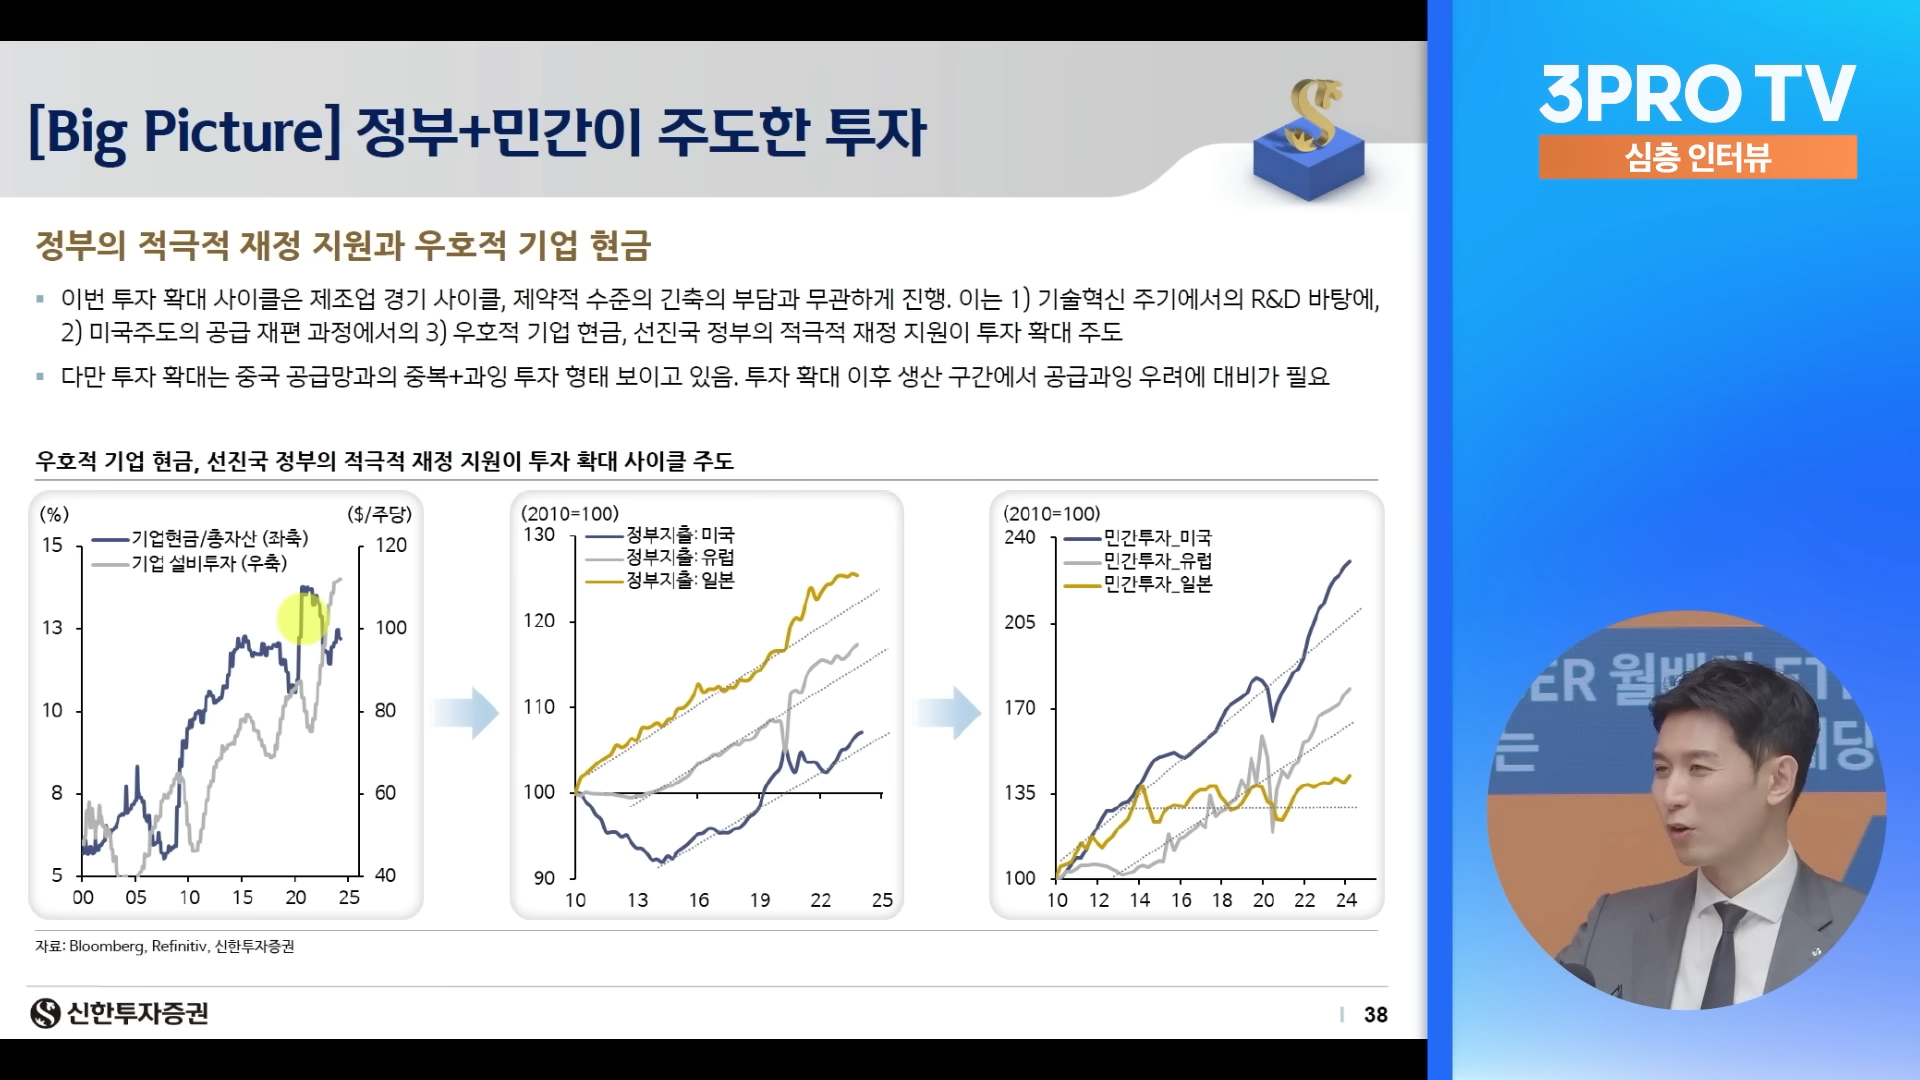 [Big Picture] 정부+민간이 주도한 투자
3PRO TV
심층 인터뷰
정부의 적극적 재정 지원과 우호적 기업 현금
이번 투자 확대 사이클은 제조업 경기 사이클, 제약적 수준의 긴축의 부담과 무관하게 진행. 이는 1) 기술혁신 주기에서의 R&D 바탕에,
2) 미국주도의 공급 재편 과정에서의 3) 우호적 기업 현금, 선진국 정부의 적극적 재정 지원이 투자 확대 주도
다만 투자 확대는 중국 공급망과의 중복+과잉 투자 형태 보이고 있음. 투자 확대 이후 생산 구간에서 공급과잉 우려에 대비가 필요
우호적 기업 현금, 선진국 정부의 적극적 재정 지원이 투자 확대 사이클 주도
(%)
($/주당)
기업현금/총자산 (좌축)
기업 설비투자 (우축)
15
13
10
8
5
120
100
80
60
40
00 05 10 15 20 25
(2010=100)
정부지출: 미국
정부지출: 유럽
정부지출: 일본
130
120
110
100
90
10 13 16 19 22 25
(2010=100)
민간투자_미국
민간투자_유럽
민간투자_일본
240
205
170
135
100
10 12 14 16 18 20 22 24
자료: Bloomberg, Refinitiv, 신한투자증권
신한투자증권
38
ER 월배
는